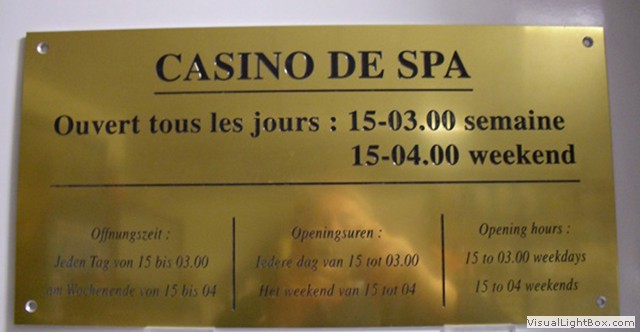 CASINO DE SPA
Ouvert tous les jours : 15-03.00 semaine
15-04.00 weekend
Offnungszeit :
Jeden Tag von 15 bis 03.00
am Wochenende von 15 bis 04
Openingsuren :
Iedere dag van 15 tot 03.00
Het weekend van 15 tot 04
Opening hours :
15 to 03.00 weekdays
15 to 04 weekends
VisualLightBox.com